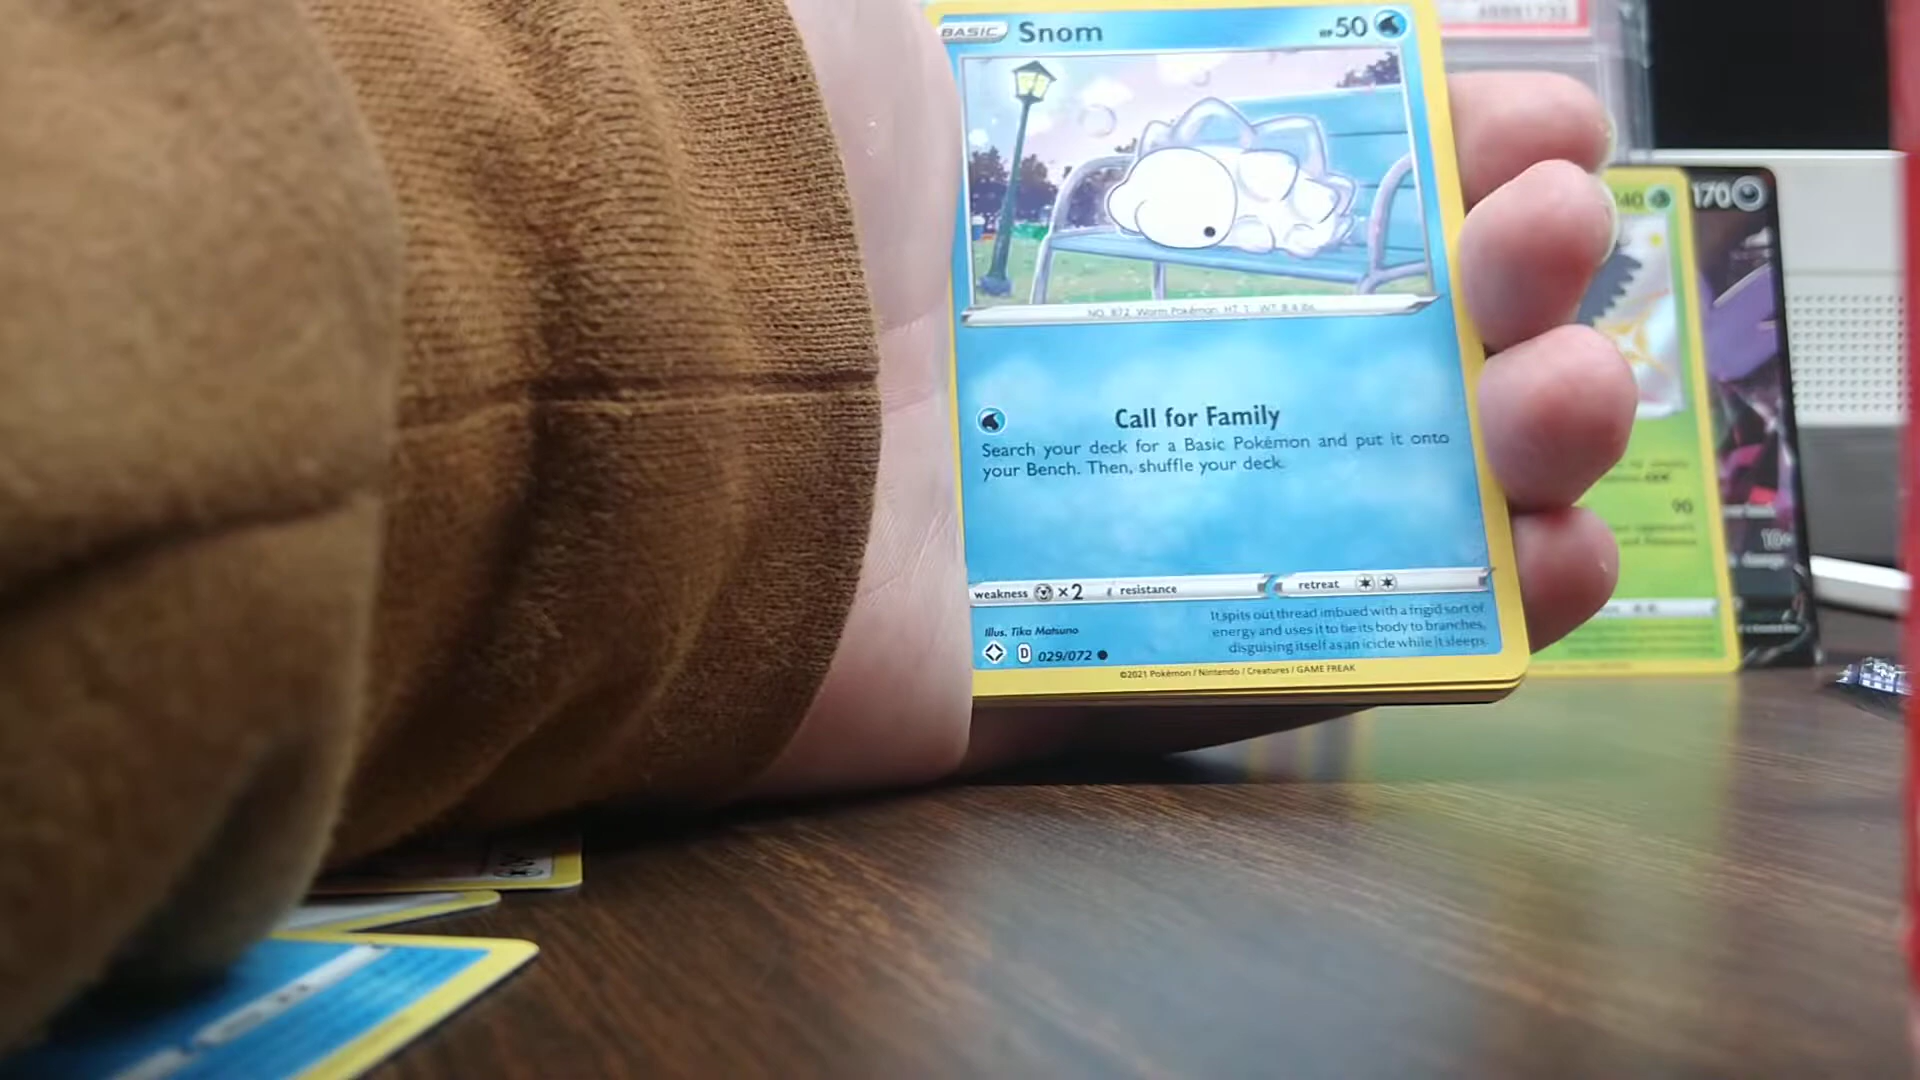 BASIC Snom HP 50
NO. 872 Worm Pokémon HT: 1' WT: 8.4 lbs.
Call for Family
Search your deck for a Basic Pokémon and put it onto
your Bench. Then, shuffle your deck.
weakness ×2 resistance retreat
It spits out thread imbued with a frigid sort of
energy and uses it to tie its body to branches,
disguising itself as an icicle while it sleeps.
Illus. Tika Matsuno
D 029/072
©2021 Pokémon / Nintendo / Creatures / GAME FREAK
140
90
170
10+